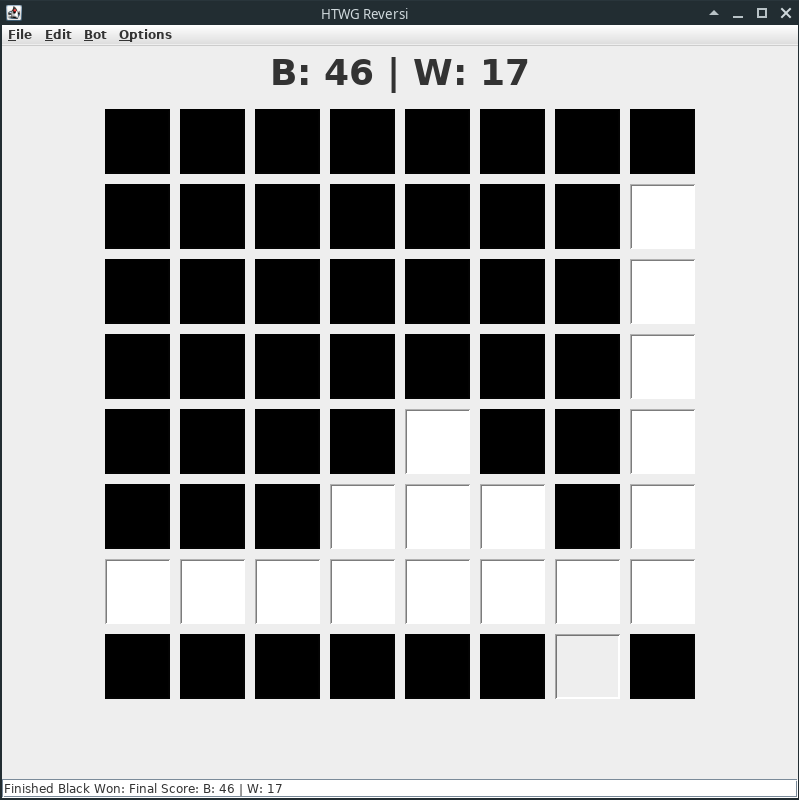 HTWG Reversi
File Edit Bot Options
B: 46 | W: 17
Finished Black Won: Final Score: B: 46 | W: 17